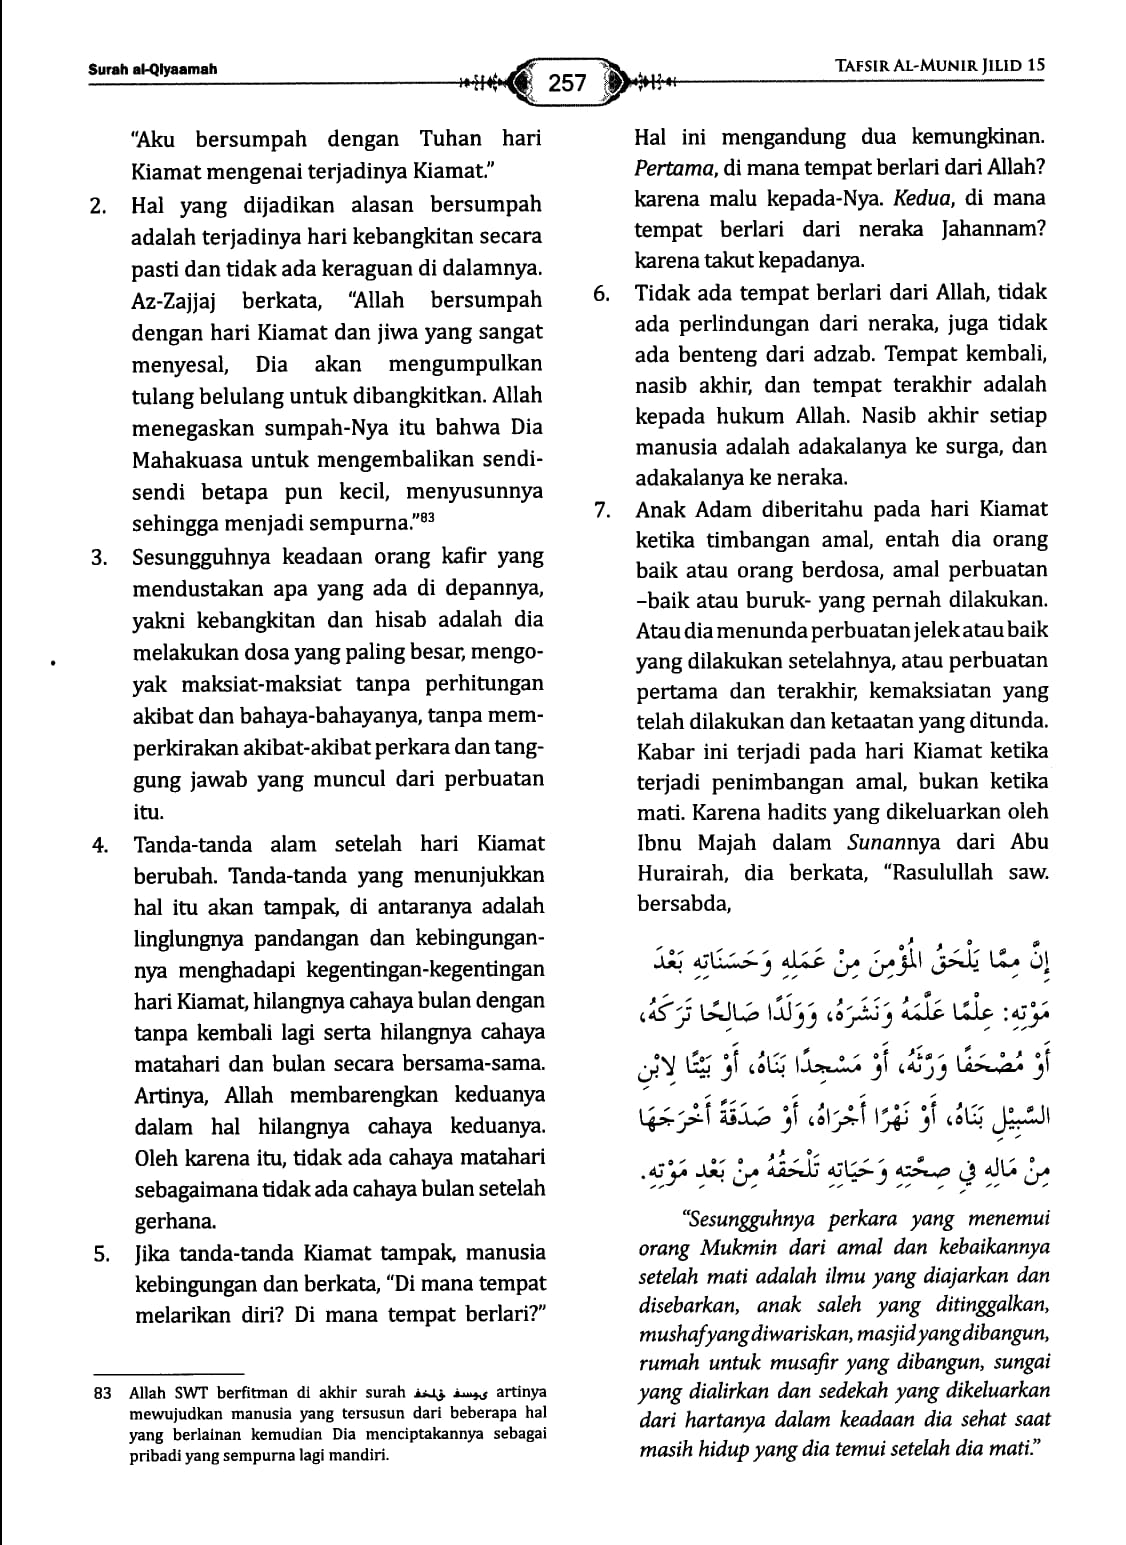 Surah al-Qiyaamah
257
TAFSIR AL-MUNIR JILID 15
"Aku bersumpah dengan Tuhan hari
Kiamat mengenai terjadinya Kiamat."
2. Hal yang dijadikan alasan bersumpah
adalah terjadinya hari kebangkitan secara
pasti dan tidak ada keraguan di dalamnya.
Az-Zajjaj berkata, "Allah bersumpah
dengan hari Kiamat dan jiwa yang sangat
menyesal, Dia akan mengumpulkan
tulang belulang untuk dibangkitkan. Allah
menegaskan sumpah-Nya itu bahwa Dia
Mahakuasa untuk mengembalikan sendi-
sendi betapa pun kecil, menyusunnya
sehingga menjadi sempurna."83
3. Sesungguhnya keadaan orang kafir yang
mendustakan apa yang ada di depannya,
yakni kebangkitan dan hisab adalah dia
melakukan dosa yang paling besar, mengo-
yak maksiat-maksiat tanpa perhitungan
akibat dan bahaya-bahayanya, tanpa mem-
perkirakan akibat-akibat perkara dan tang-
gung jawab yang muncul dari perbuatan
itu.
4. Tanda-tanda alam setelah hari Kiamat
berubah. Tanda-tanda yang menunjukkan
hal itu akan tampak, di antaranya adalah
linglungnya pandangan dan kebingungan-
nya menghadapi kegentingan-kegentingan
hari Kiamat, hilangnya cahaya bulan dengan
tanpa kembali lagi serta hilangnya cahaya
matahari dan bulan secara bersama-sama.
Artinya, Allah membarengkan keduanya
dalam hal hilangnya cahaya keduanya.
Oleh karena itu, tidak ada cahaya matahari
sebagaimana tidak ada cahaya bulan setelah
gerhana.
5. Jika tanda-tanda Kiamat tampak, manusia
kebingungan dan berkata, "Di mana tempat
melarikan diri? Di mana tempat berlari?"
83 Allah SWT berfitman di akhir surah artinya
mewujudkan manusia yang tersusun dari beberapa hal
yang berlainan kemudian Dia menciptakannya sebagai
pribadi yang sempurna lagi mandiri.
Hal ini mengandung dua kemungkinan.
Pertama, di mana tempat berlari dari Allah?
karena malu kepada-Nya. Kedua, di mana
tempat berlari dari neraka Jahannam?
karena takut kepadanya.
6. Tidak ada tempat berlari dari Allah, tidak
ada perlindungan dari neraka, juga tidak
ada benteng dari adzab. Tempat kembali,
nasib akhir, dan tempat terakhir adalah
kepada hukum Allah. Nasib akhir setiap
manusia adalah adakalanya ke surga, dan
adakalanya ke neraka.
7. Anak Adam diberitahu pada hari Kiamat
ketika timbangan amal, entah dia orang
baik atau orang berdosa, amal perbuatan
–baik atau buruk- yang pernah dilakukan.
Atau dia menunda perbuatan jelek atau baik
yang dilakukan setelahnya, atau perbuatan
pertama dan terakhir, kemaksiatan yang
telah dilakukan dan ketaatan yang ditunda.
Kabar ini terjadi pada hari Kiamat ketika
terjadi penimbangan amal, bukan ketika
mati. Karena hadits yang dikeluarkan oleh
Ibnu Majah dalam Sunannya dari Abu
Hurairah, dia berkata, "Rasulullah saw.
bersabda,
إِنَّ مِمَّا يَلْحَقُ الْمُؤْمِنَ مِنْ عَمَلِهِ وَحَسَنَاتِهِ بَعْدَ
مَوْتِهِ: عِلْمًا عَلَّمَهُ وَنَشَرَهُ، وَوَلَدًا صَالِحًا تَرَكَهُ،
أَوْ مُصْحَفًا وَرَّثَهُ، أَوْ مَسْجِدًا بَنَاهُ، أَوْ بَيْتًا لِابْنِ
السَّبِيْلِ بَنَاهُ، أَوْ نَهْرًا أَجْرَاهُ، أَوْ صَدَقَةً أَخْرَجَهَا
مِنْ مَالِهِ فِي صِحَّتِهِ وَحَيَاتِهِ تَلْحَقُهُ مِنْ بَعْدِ مَوْتِهِ.
"Sesungguhnya perkara yang menemui
orang Mukmin dari amal dan kebaikannya
setelah mati adalah ilmu yang diajarkan dan
disebarkan, anak saleh yang ditinggalkan,
mushaf yang diwariskan, masjid yang dibangun,
rumah untuk musafir yang dibangun, sungai
yang dialirkan dan sedekah yang dikeluarkan
dari hartanya dalam keadaan dia sehat saat
masih hidup yang dia temui setelah dia mati."